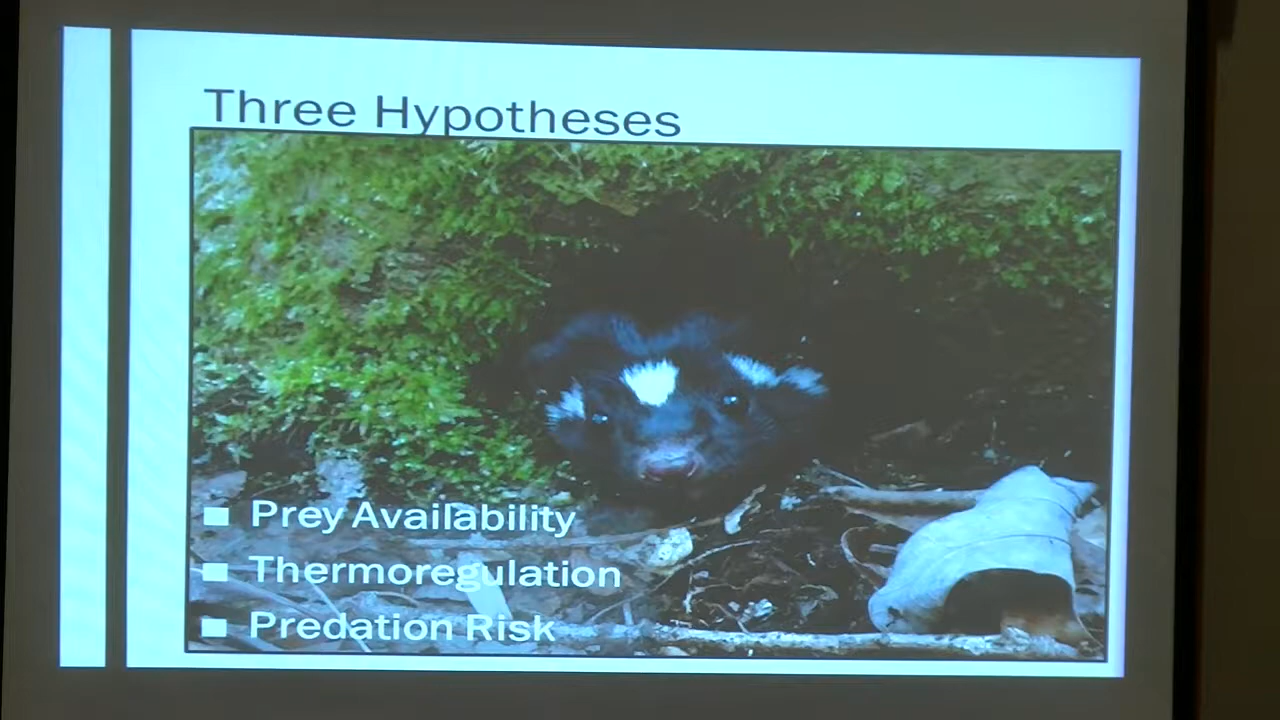 Three Hypotheses
Prey Availability
Thermoregulation
Predation Risk